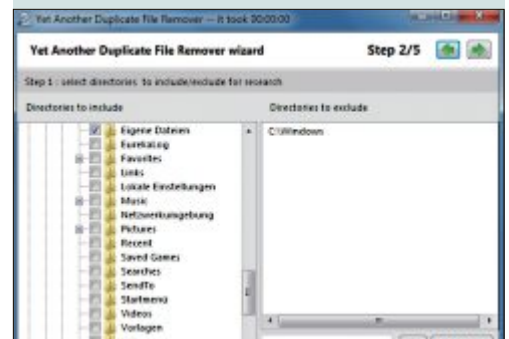 Yet Another Duplicate File Remover -- it took 00:00:00
Yet Another Duplicate File Remover wizard
Step 2/5
Step 1 : select directories to include/exclude for research
Directories to include
Directories to exclude
Eigene Dateien
EurekaLog
Favorites
Links
Lokale Einstellungen
Music
Netzwerkumgebung
Pictures
Recent
Saved Games
Searches
SendTo
Startmenü
Videos
Vorlagen
C:\Windows